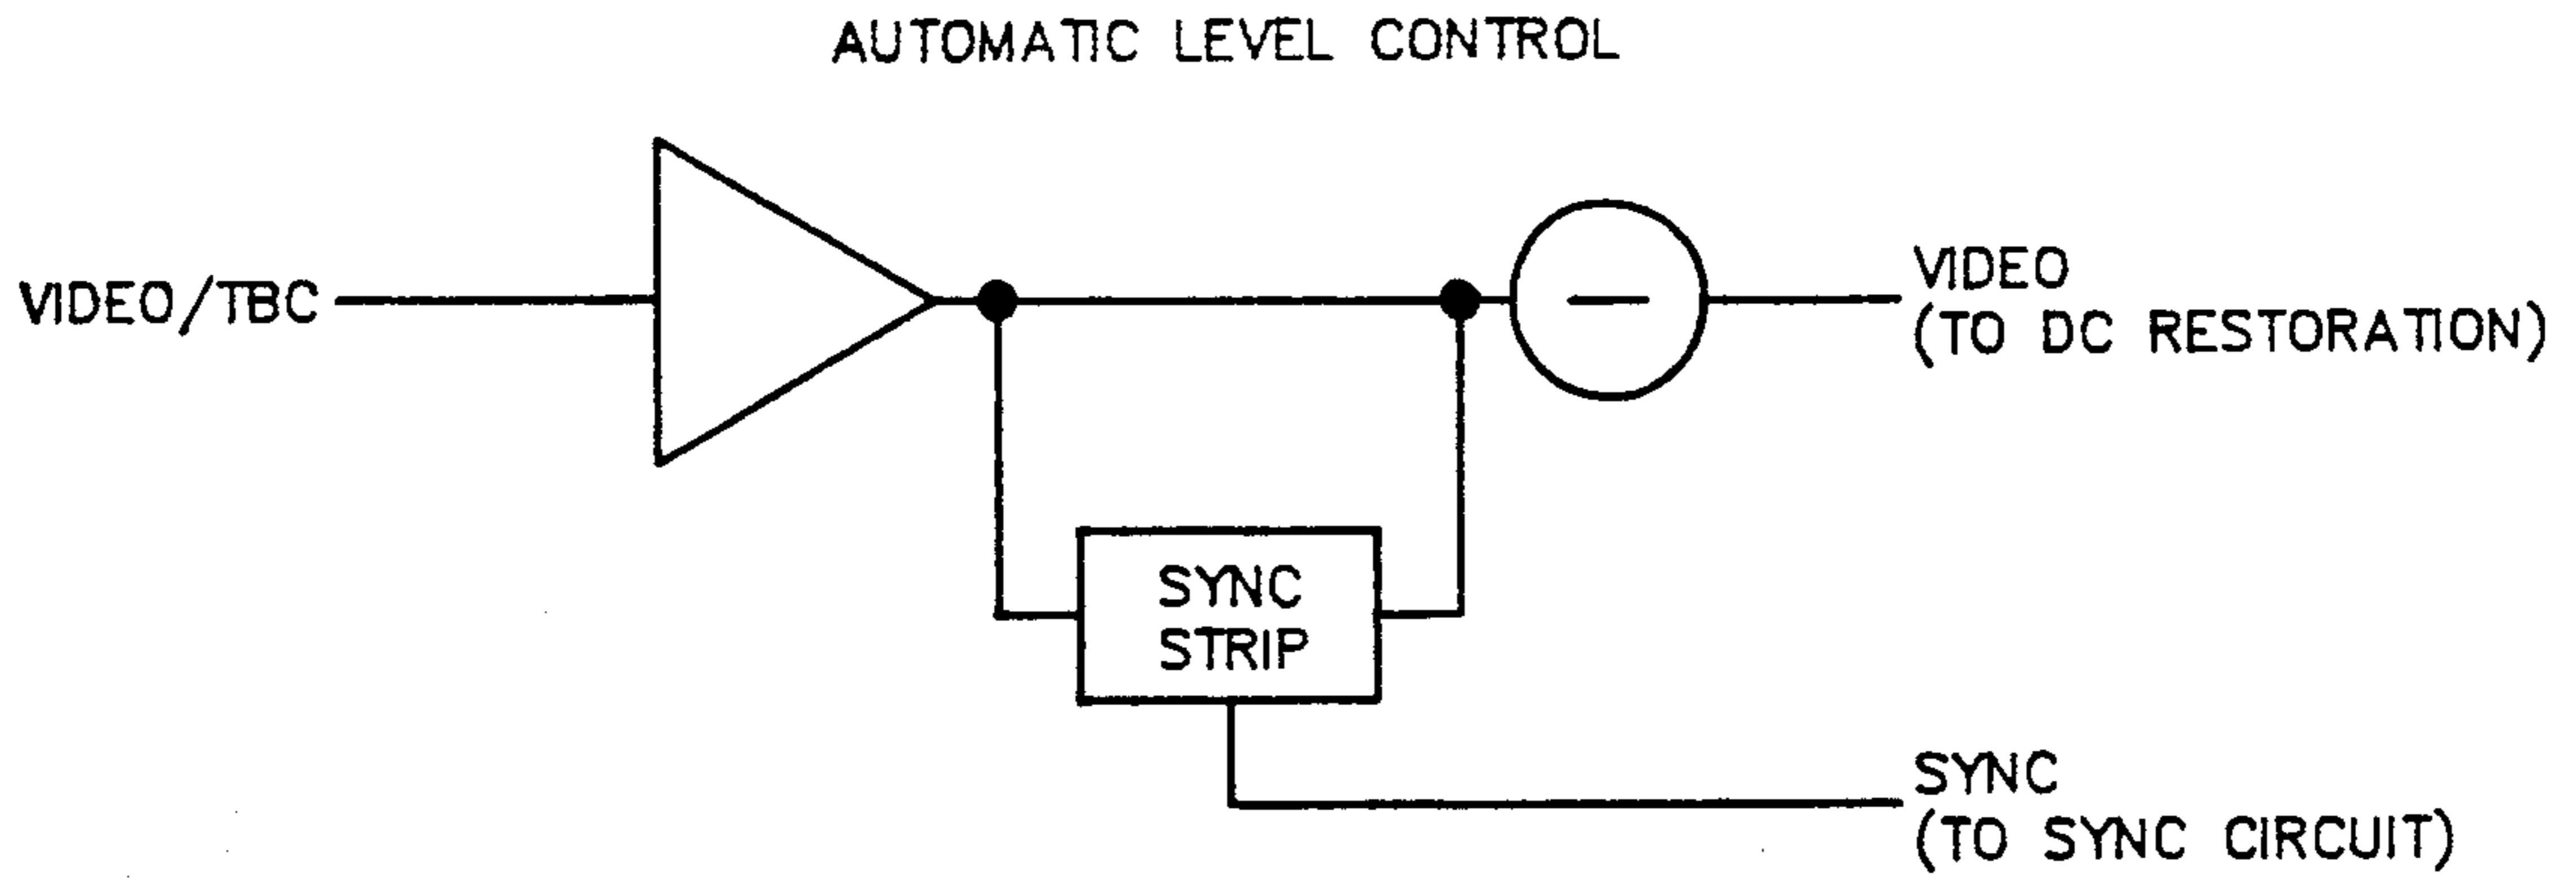 AUTOMATIC LEVEL CONTROL
VIDEO/TBC
VIDEO
(TO DC RESTORATION)
SYNC
STRIP
SYNC
(TO SYNC CIRCUIT)